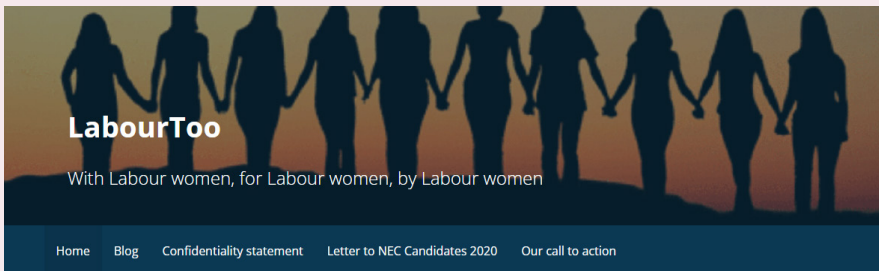 LabourToo
With Labour women, for Labour women, by Labour women
Home Blog Confidentiality statement Letter to NEC Candidates 2020 Our call to action